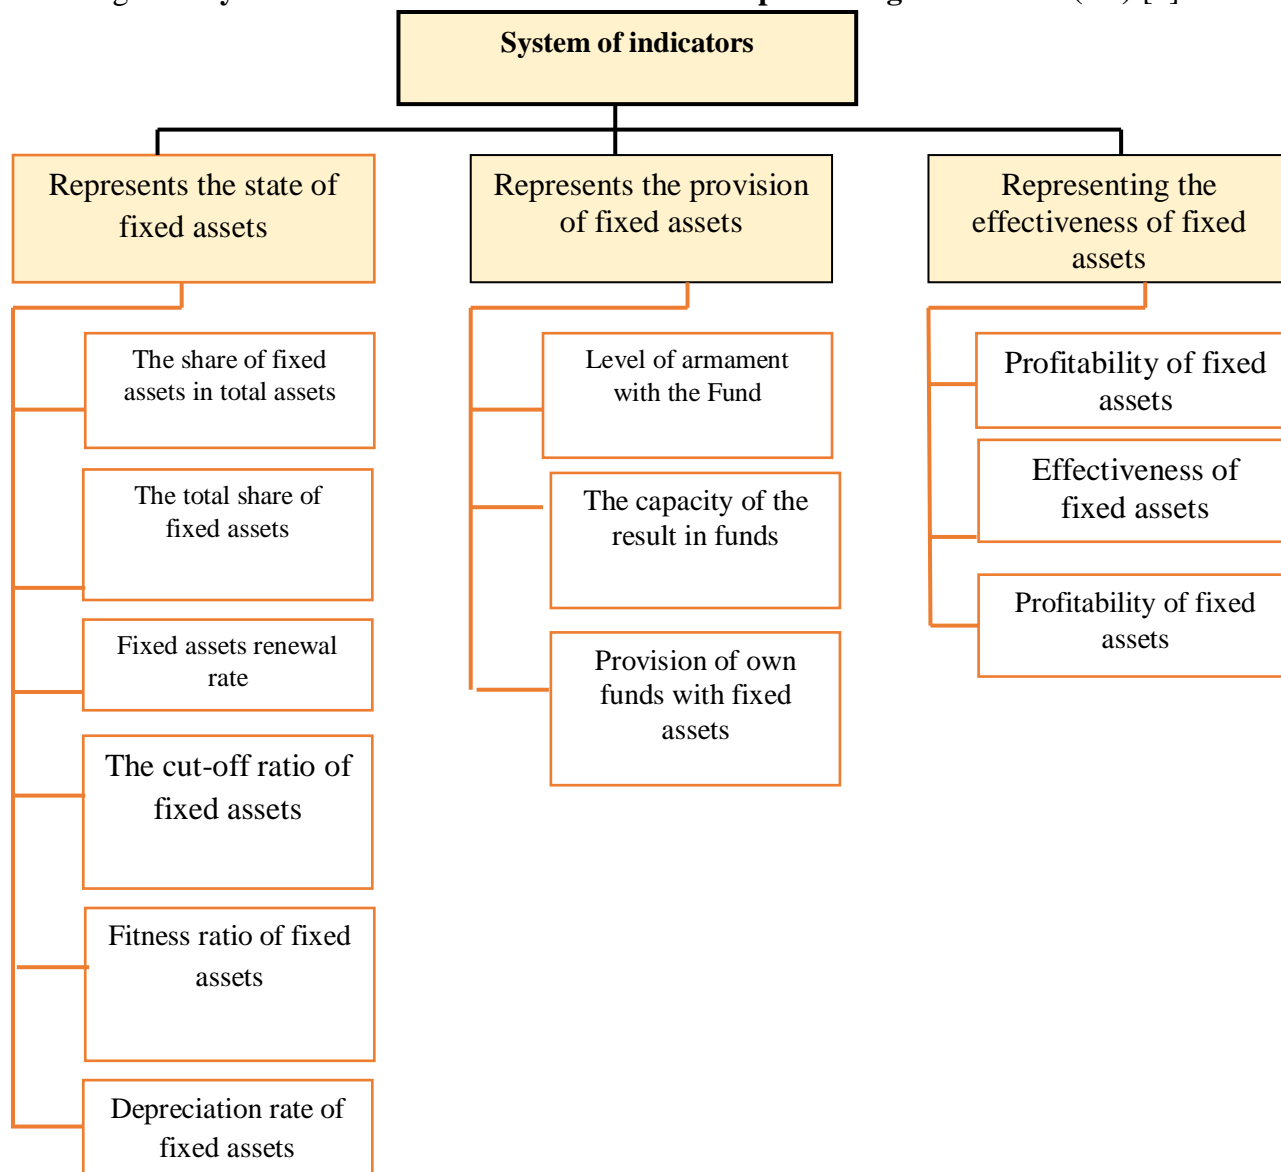 System of indicators
Represents the state of
fixed assets
Represents the provision
of fixed assets
Representing the
effectiveness of fixed
assets
The share of fixed
assets in total assets
The total share of
fixed assets
Fixed assets renewal
rate
The cut-off ratio of
fixed assets
Fitness ratio of fixed
assets
Depreciation rate of
fixed assets
Level of armament
with the Fund
The capacity of the
result in funds
Provision of own
funds with fixed
assets
Profitability of fixed
assets
Effectiveness of
fixed assets
Profitability of fixed
assets